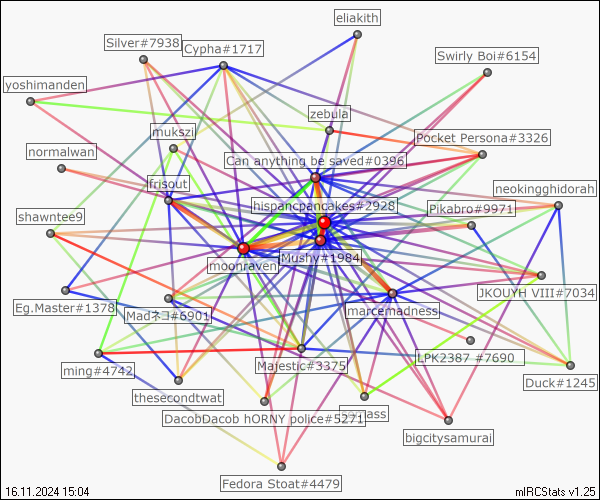 eliakith
Silver#7938
Cypha#1717
Swirly Boi#6154
yoshimanden
zebula
mukszi
Pocket Persona#3326
normalwan
Can anything be saved#0396
frisout
neokingghidorah
hispancpancakes#2928
Pikabro#9971
shawntee9
Mushy#1984
moonraven
JKOUYH VIII#7034
Eg.Master#1378
Madネコ#6901
marcemadness
Majestic#3375
LPK2387 #7690
ming#4742
Duck#1245
thesecondtwat
DacobDacob hORNY police#5271
bigcitysamurai
Fedora Stoat#4479
16.11.2024 15:04
mIRCStats v1.25